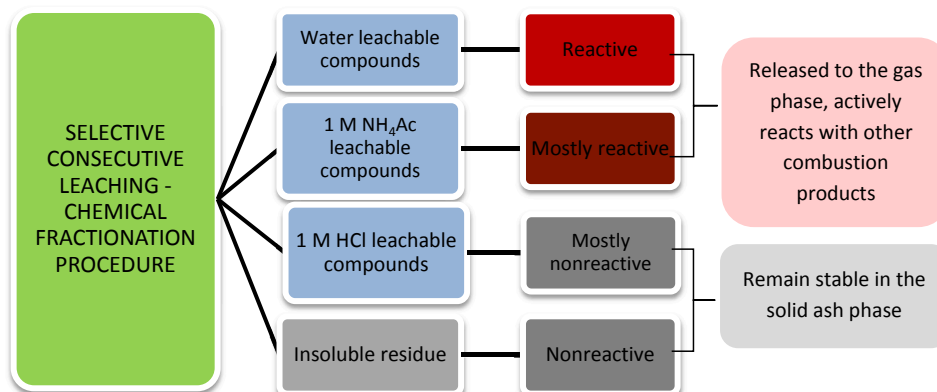 SELECTIVE
CONSECUTIVE
LEACHING -
CHEMICAL
FRACTIONATION
PROCEDURE
Water leachable
compounds
Reactive
1 M NH₄Ac
leachable
compounds
Mostly reactive
1 M HCl leachable
compounds
Mostly
nonreactive
Insoluble residue
Nonreactive
Released to the gas
phase, actively
reacts with other
combustion
products
Remain stable in the
solid ash phase